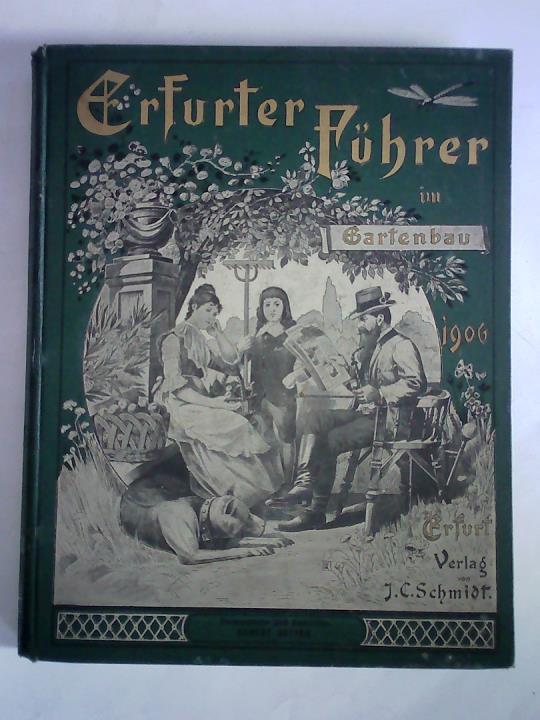 Erfurter
Führer
im
Gartenbau
1906
Erfurt
Verlag
von
J.C.Schmidt.